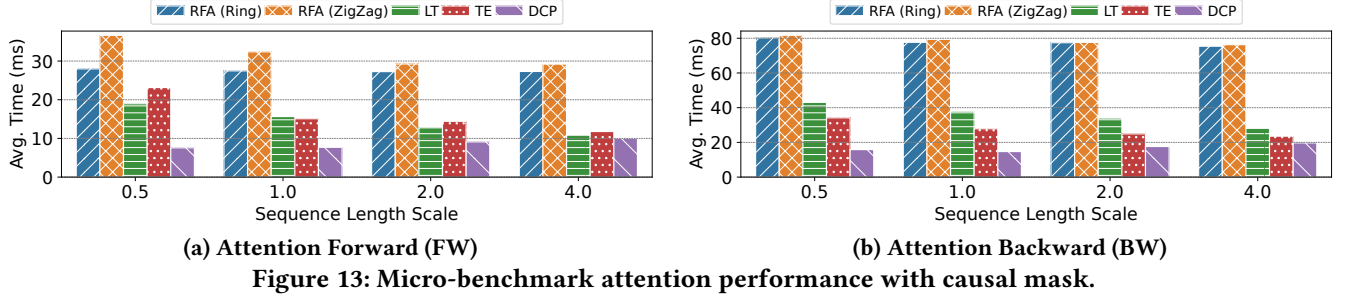 RFA (Ring) RFA (ZigZag) LT TE DCP
Avg. Time (ms)
30
20
10
0
0.5 1.0 2.0 4.0
Sequence Length Scale
(a) Attention Forward (FW)
RFA (Ring) RFA (ZigZag) LT TE DCP
Avg. Time (ms)
80
60
40
20
0
0.5 1.0 2.0 4.0
Sequence Length Scale
(b) Attention Backward (BW)
Figure 13: Micro-benchmark attention performance with causal mask.